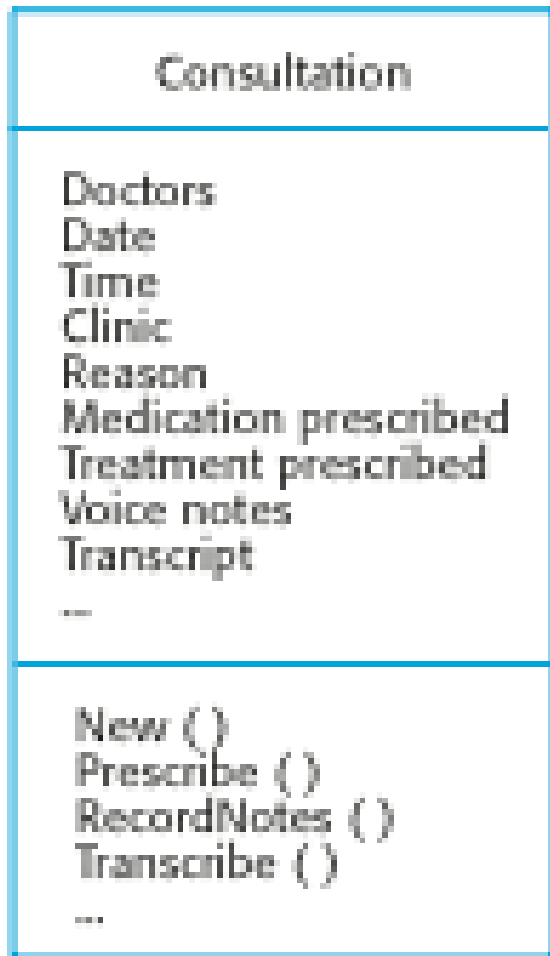 Consultation
Doctors
Date
Time
Clinic
Reason
Medication prescribed
Treatment prescribed
Voice notes
Transcript
...
New ( )
Prescribe ( )
RecordNotes ( )
Transcribe ( )
...